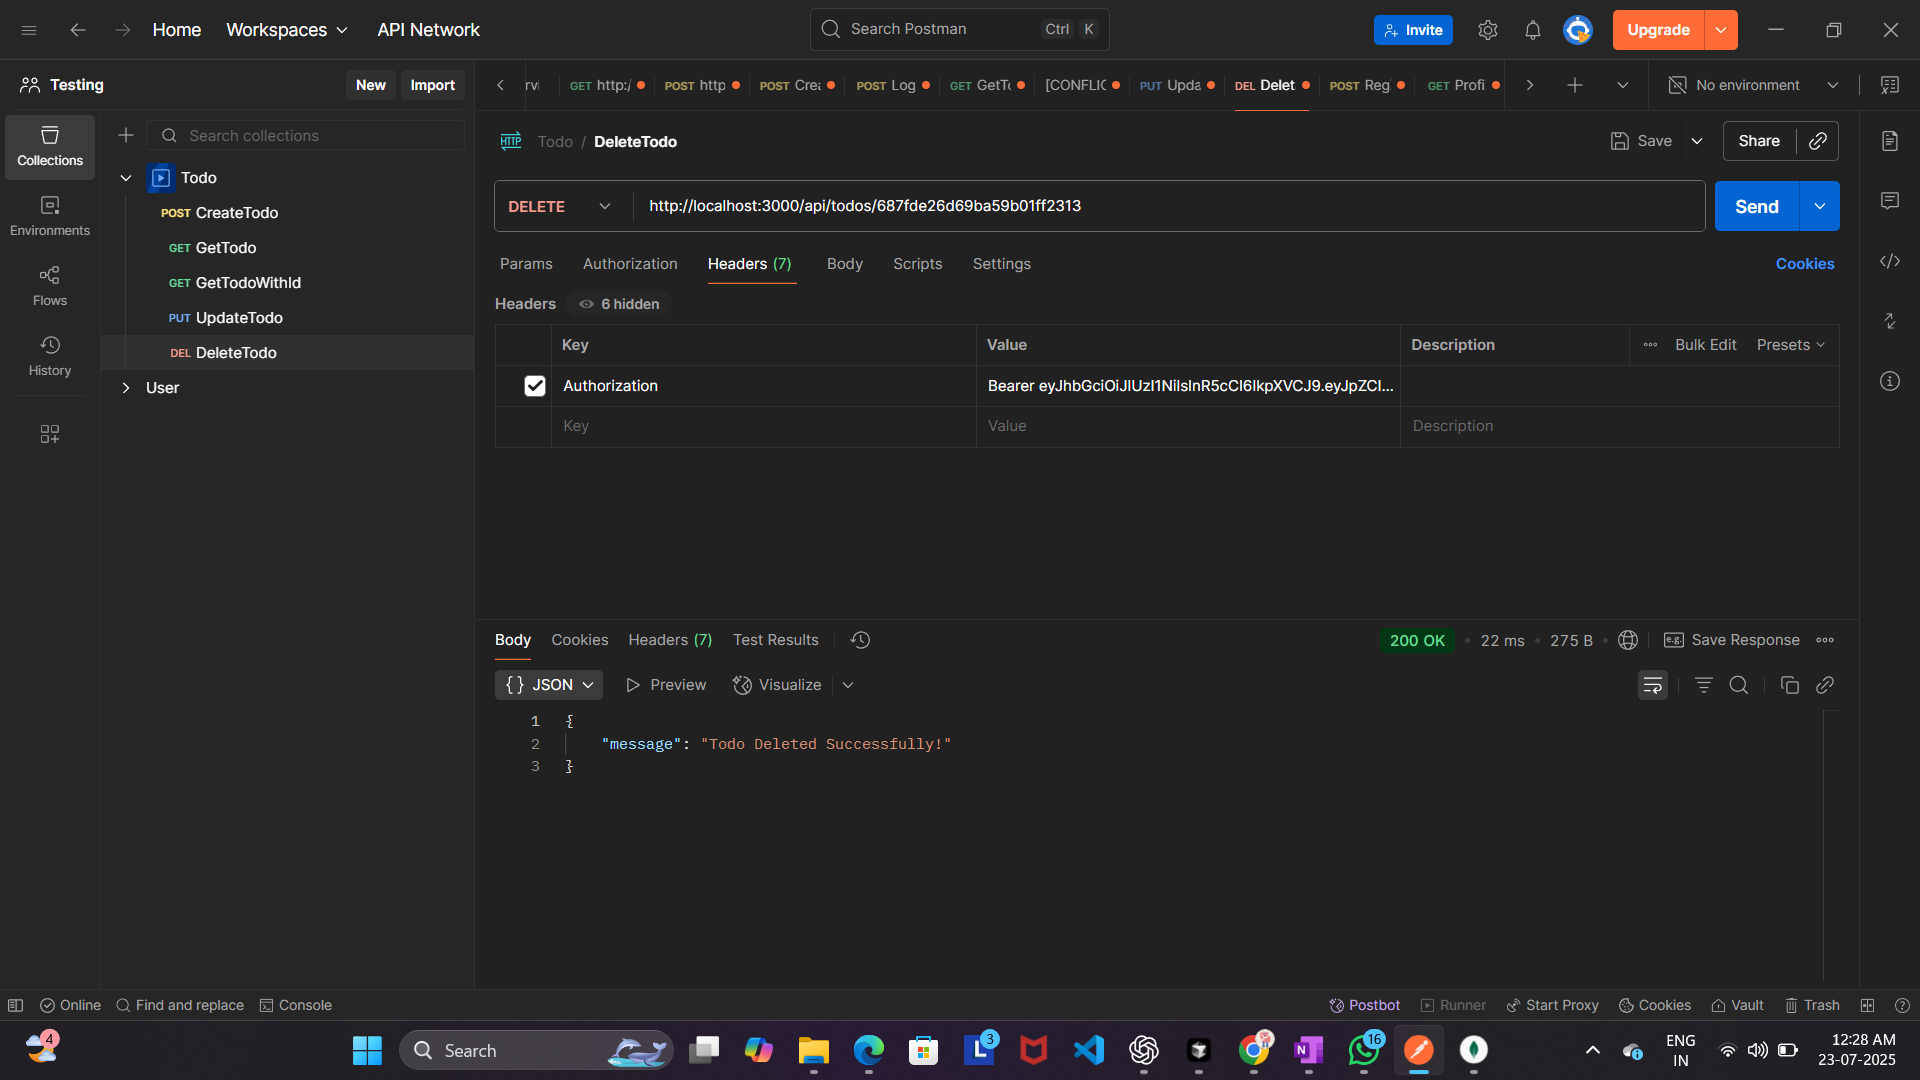 Home Workspaces API Network Search Postman Ctrl K Invite Upgrade
Testing New Import
rvi GET http:/ POST http POST Crea POST Log GET GetTo [CONFLIC PUT Upda DEL Delet POST Reg GET Profi No environment
Collections
Environments
Flows
History
Search collections
Todo
POST CreateTodo
GET GetTodo
GET GetTodoWithId
PUT UpdateTodo
DEL DeleteTodo
User
HTTP Todo / DeleteTodo Save Share
DELETE http://localhost:3000/api/todos/687fde26d69ba59b01ff2313 Send
Params Authorization Headers (7) Body Scripts Settings Cookies
Headers 6 hidden
Key Value Description Bulk Edit Presets
Authorization Bearer eyJhbGciOiJIUzI1NiIsInR5cCI6IkpXVCJ9.eyJpZCI...
Key Value Description
Body Cookies Headers (7) Test Results 200 OK 22 ms 275 B e.g. Save Response
{} JSON Preview Visualize
1 {
2 "message": "Todo Deleted Successfully!"
3 }
Online Find and replace Console Postbot Runner Start Proxy Cookies Vault Trash
4 Search 3 L N 16 ENG IN 12:28 AM
23-07-2025